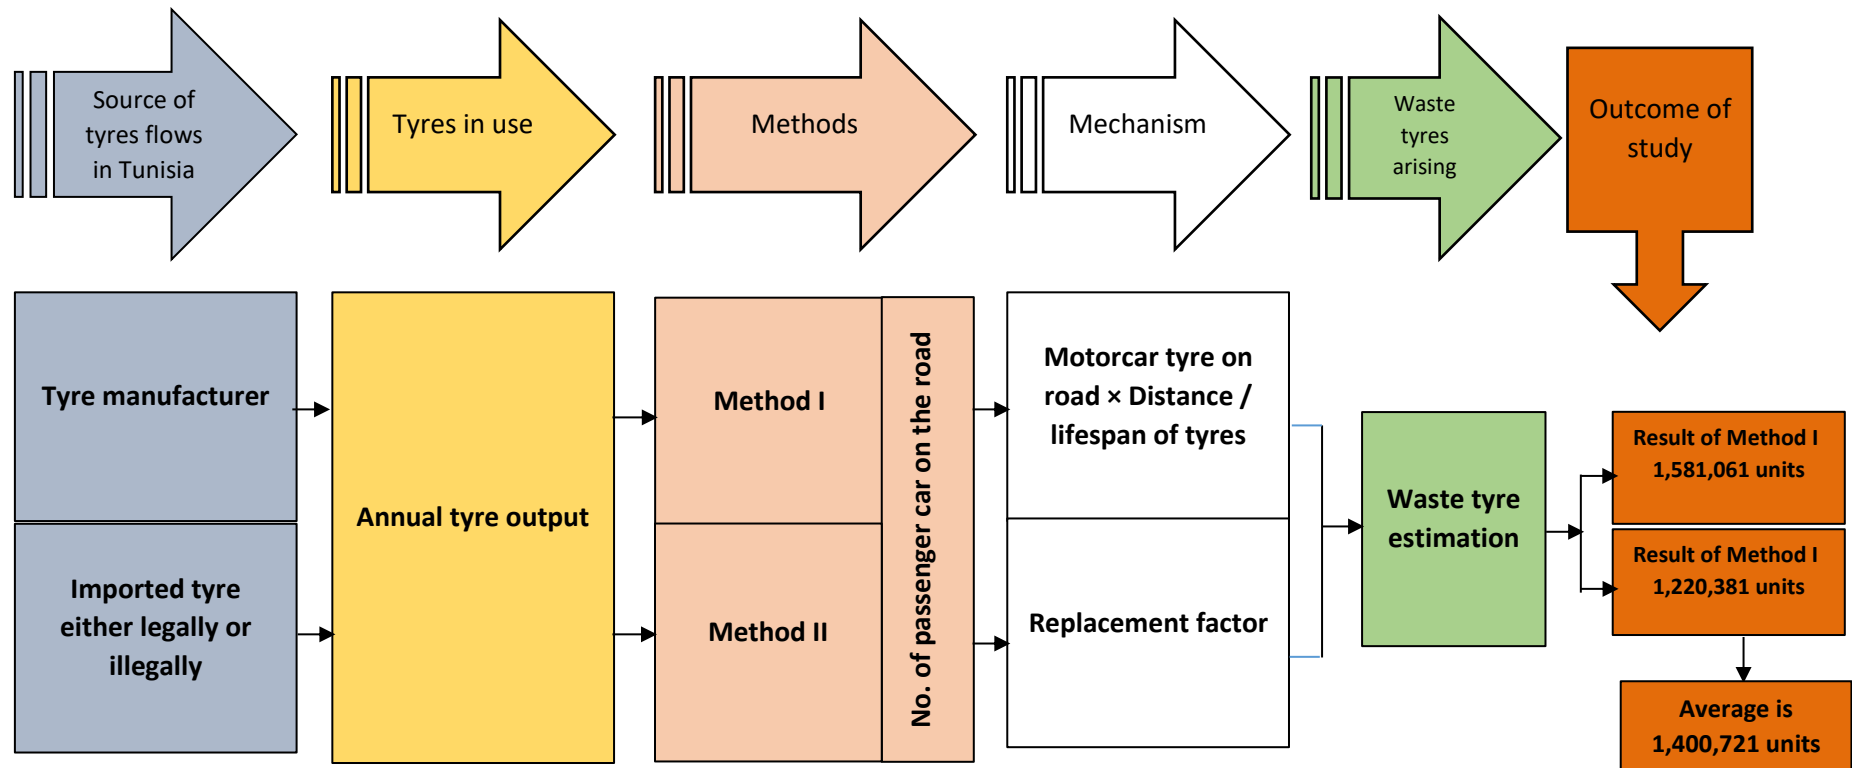 Source of
tyres flows
in Tunisia
Tyres in use
Methods
Mechanism
Waste
tyres
arising
Outcome of
study
Tyre manufacturer
Imported tyre
either legally or
illegally
Annual tyre output
Method I
Method II
No. of passenger car on the road
Motorcar tyre on
road × Distance /
lifespan of tyres
Replacement factor
Waste tyre
estimation
Result of Method I
1,581,061 units
Result of Method I
1,220,381 units
Average is
1,400,721 units